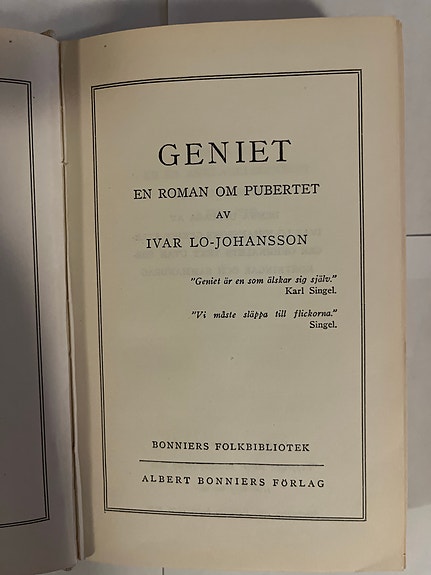 GENIET
EN ROMAN OM PUBERTET
AV
IVAR LO-JOHANSSON
"Geniet är en som älskar sig själv."
Karl Singel.
"Vi måste släppa till flickorna."
Singel.
BONNIERS FOLKBIBLIOTEK
ALBERT BONNIERS FÖRLAG